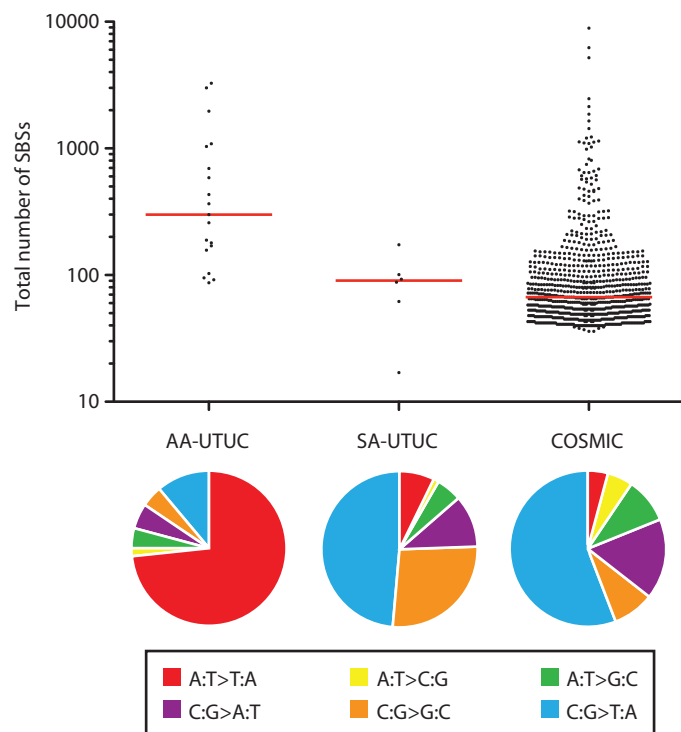 Total number of SBSs
10000
1000
100
10
AA-UTUC SA-UTUC COSMIC
A:T>T:A A:T>C:G A:T>G:C
C:G>A:T C:G>G:C C:G>T:A